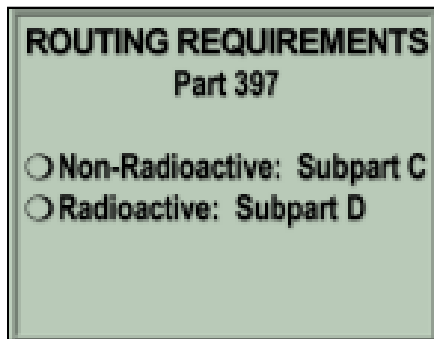 ROUTING REQUIREMENTS
Part 397
Non-Radioactive: Subpart C
Radioactive: Subpart D